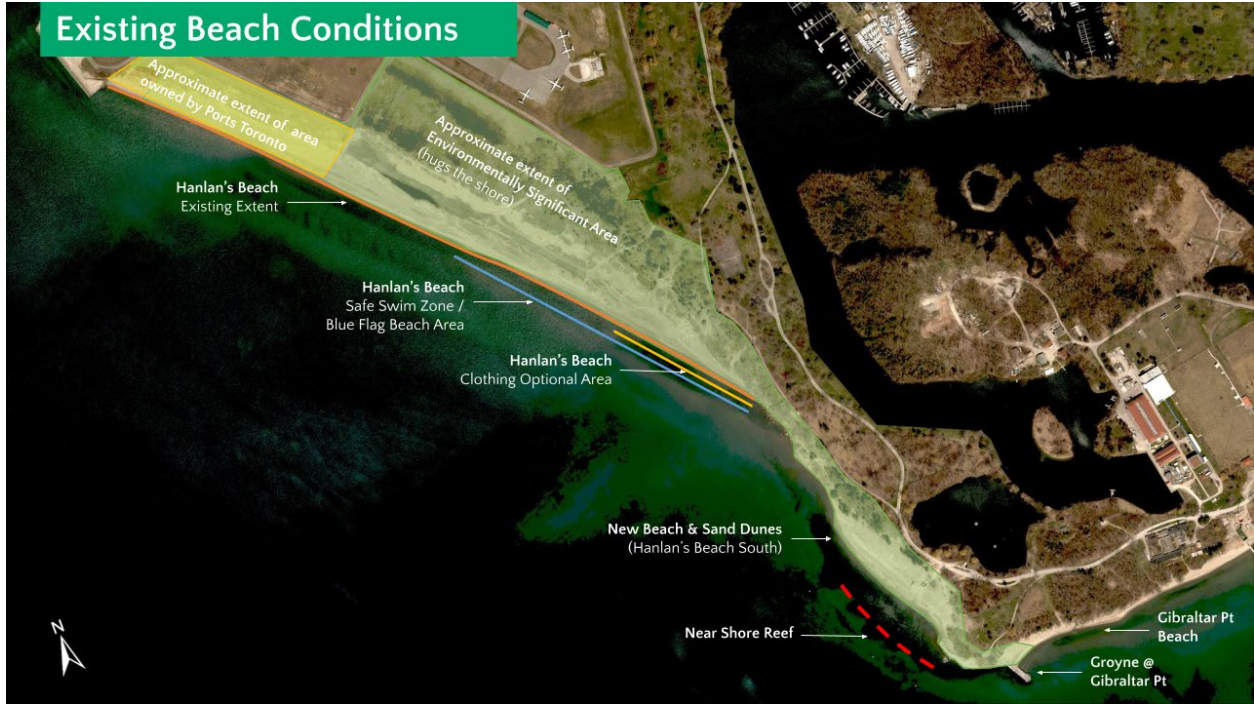 Existing Beach Conditions
Approximate extent of area
owned by Ports Toronto
Approximate extent of
Environmentally Significant Area
(hugs the shore)
Hanlan's Beach
Existing Extent
Hanlan's Beach
Safe Swim Zone /
Blue Flag Beach Area
Hanlan's Beach
Clothing Optional Area
New Beach & Sand Dunes
(Hanlan's Beach South)
Near Shore Reef
Gibraltar Pt
Beach
Groyne @
Gibraltar Pt
N